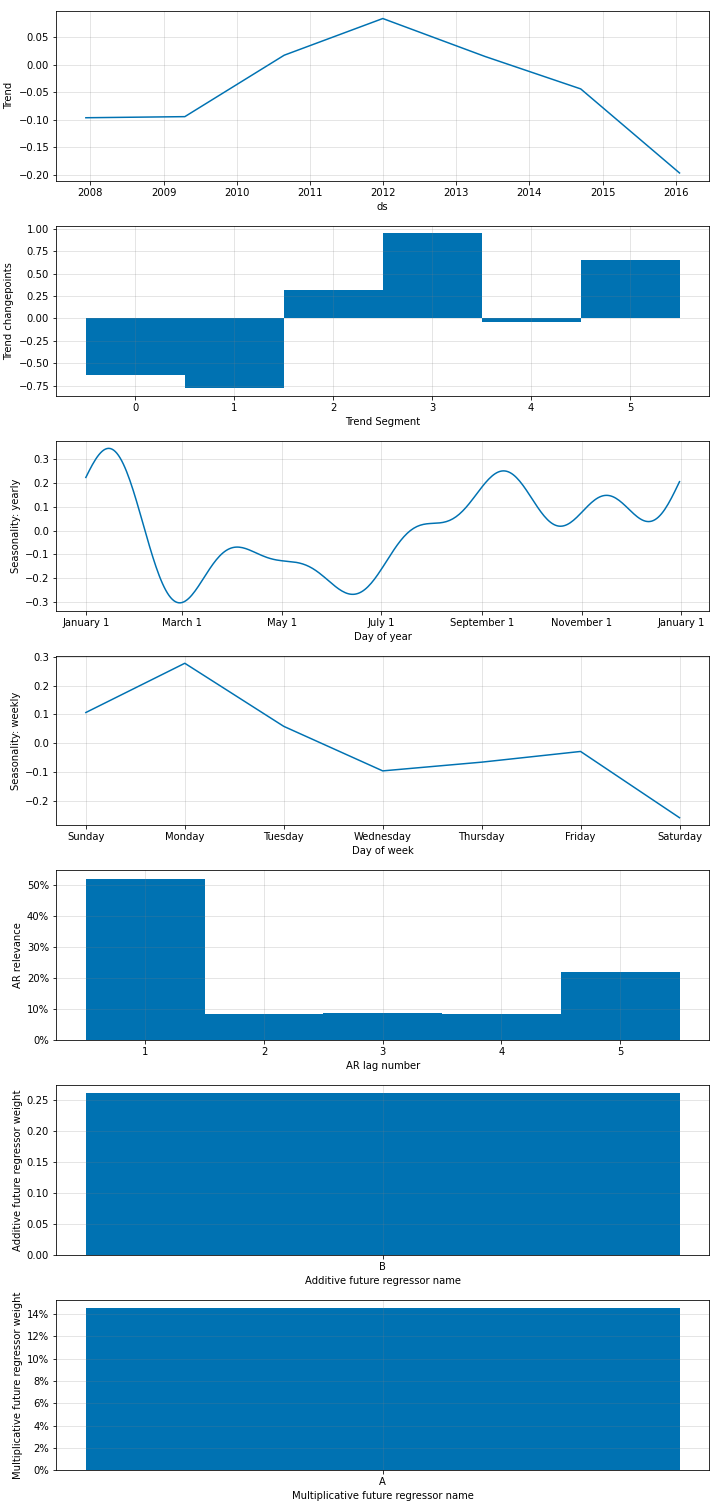 Trend
0.05
0.00
−0.05
−0.10
−0.15
−0.20
2008 2009 2010 2011 2012 2013 2014 2015 2016
ds
Trend changepoints
1.00
0.75
0.50
0.25
0.00
−0.25
−0.50
−0.75
0 1 2 3 4 5
Trend Segment
Seasonality: yearly
0.3
0.2
0.1
0.0
−0.1
−0.2
−0.3
January 1 March 1 May 1 July 1 September 1 November 1 January 1
Day of year
Seasonality: weekly
0.3
0.2
0.1
0.0
−0.1
−0.2
Sunday Monday Tuesday Wednesday Thursday Friday Saturday
Day of week
AR relevance
50%
40%
30%
20%
10%
0%
1 2 3 4 5
AR lag number
Additive future regressor weight
0.25
0.20
0.15
0.10
0.05
0.00
B
Additive future regressor name
Multiplicative future regressor weight
14%
12%
10%
8%
6%
4%
2%
0%
A
Multiplicative future regressor name